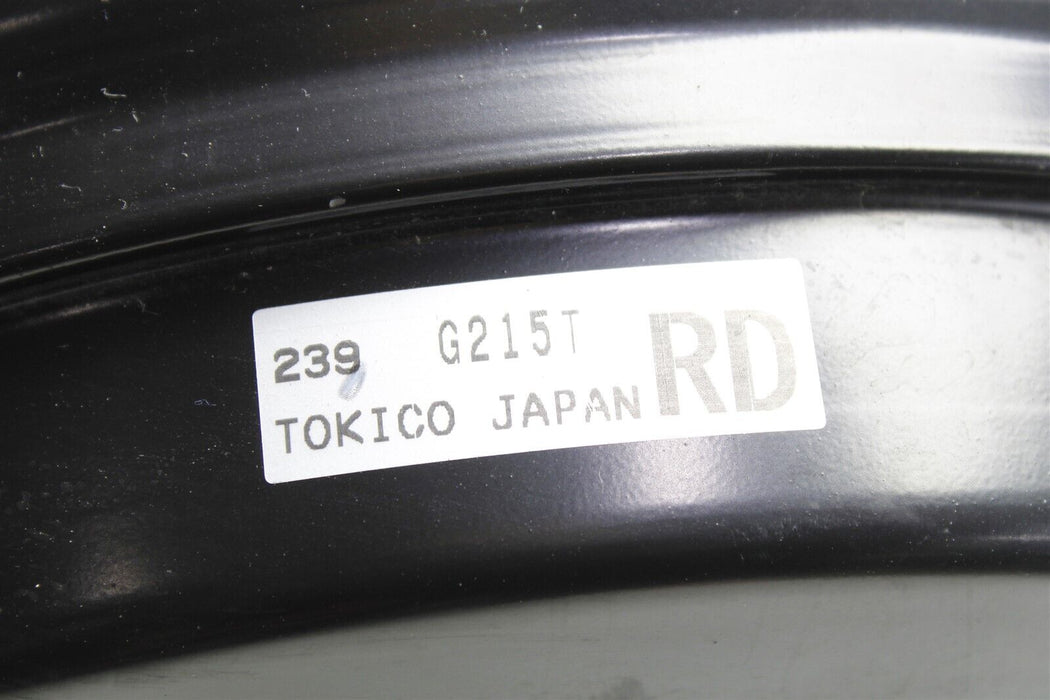 239 G215T RD
TOKICO JAPAN